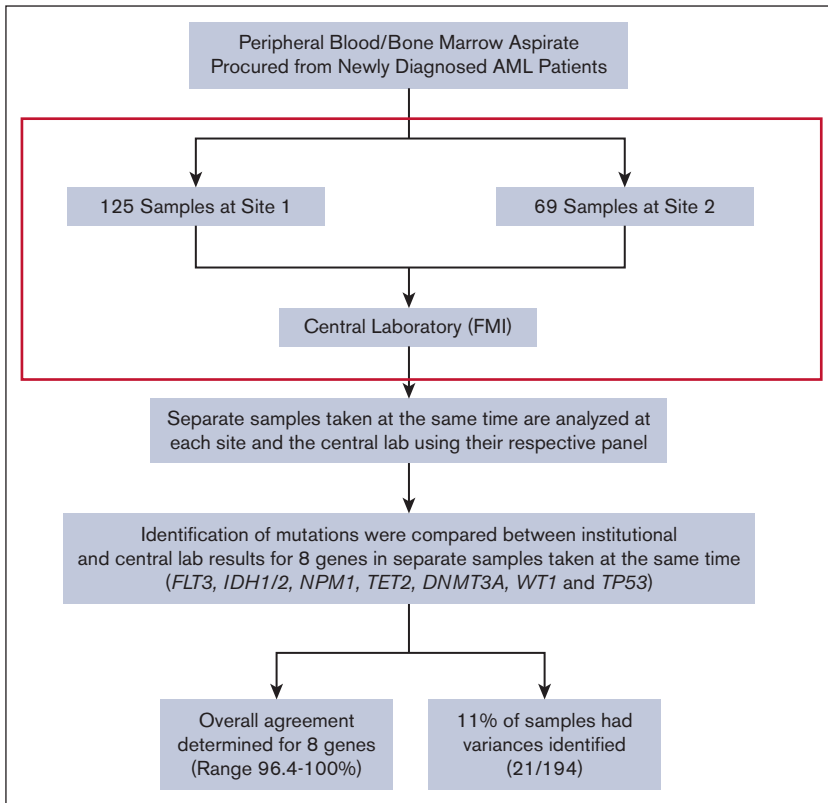 Peripheral Blood/Bone Marrow Aspirate
Procured from Newly Diagnosed AML Patients
125 Samples at Site 1
69 Samples at Site 2
Central Laboratory (FMI)
Separate samples taken at the same time are analyzed at
each site and the central lab using their respective panel
Identification of mutations were compared between institutional
and central lab results for 8 genes in separate samples taken at the same time
(FLT3, IDH1/2, NPM1, TET2, DNMT3A, WT1 and TP53)
Overall agreement
determined for 8 genes
(Range 96.4-100%)
11% of samples had
variances identified
(21/194)